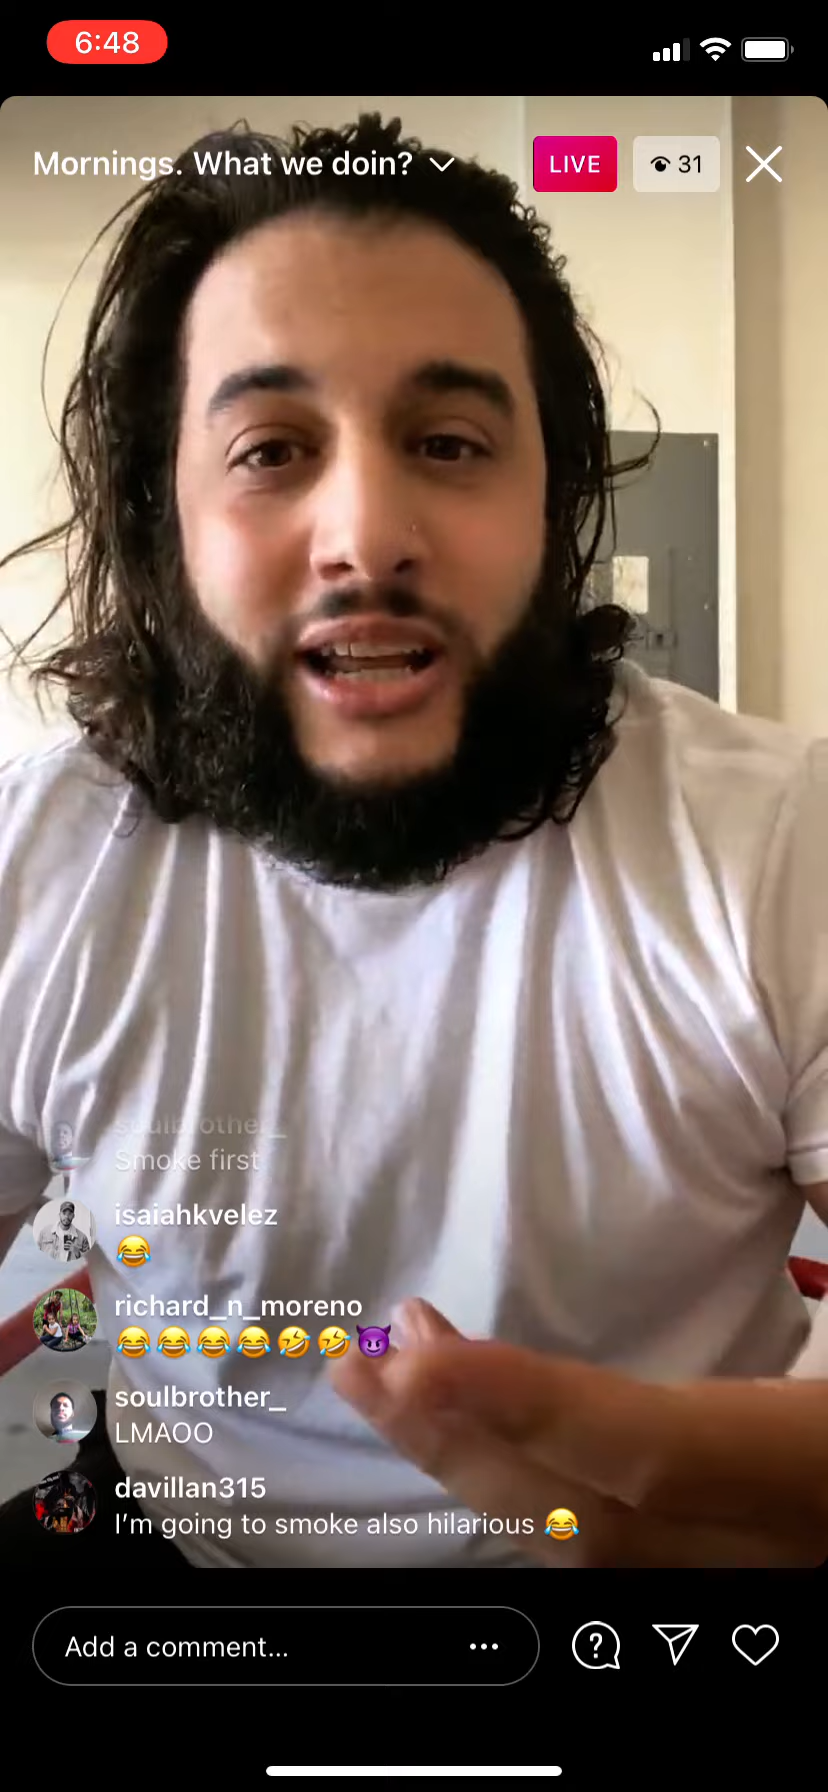 6:48
Mornings. What we doin?
LIVE
31
soulbrother_
Smoke first
isaiahkvelez
😂
richard_n_moreno
😂😂😂😂🤣🤣😈
soulbrother_
LMAOO
davillan315
I'm going to smoke also hilarious 😂
Add a comment...